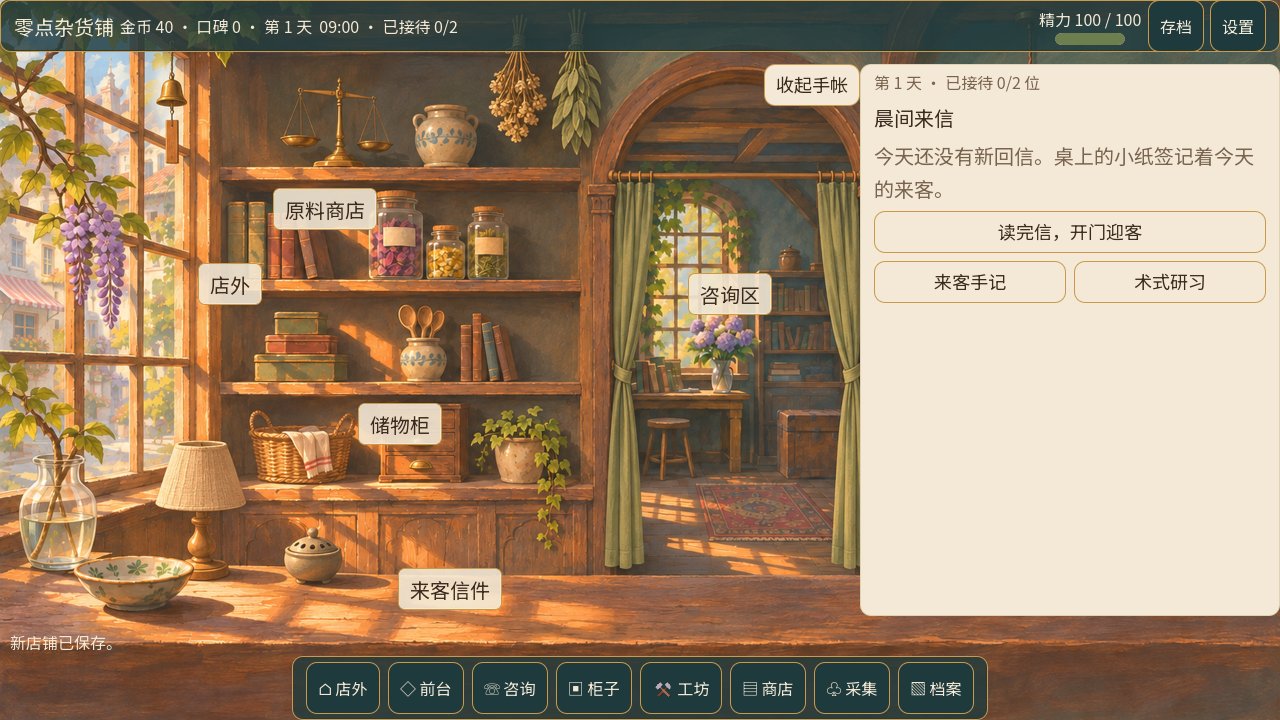 零点杂货铺 金币 40 · 口碑 0 · 第 1 天 09:00 · 已接待 0/2
精力 100 / 100
存档
设置
收起手帐
第 1 天 · 已接待 0/2 位
晨间来信
今天还没有新回信。桌上的小纸签记着今天
的来客。
读完信，开门迎客
来客手记
术式研习
原料商店
店外
咨询区
储物柜
来客信件
新店铺已保存。
店外
前台
咨询
柜子
工坊
商店
采集
档案